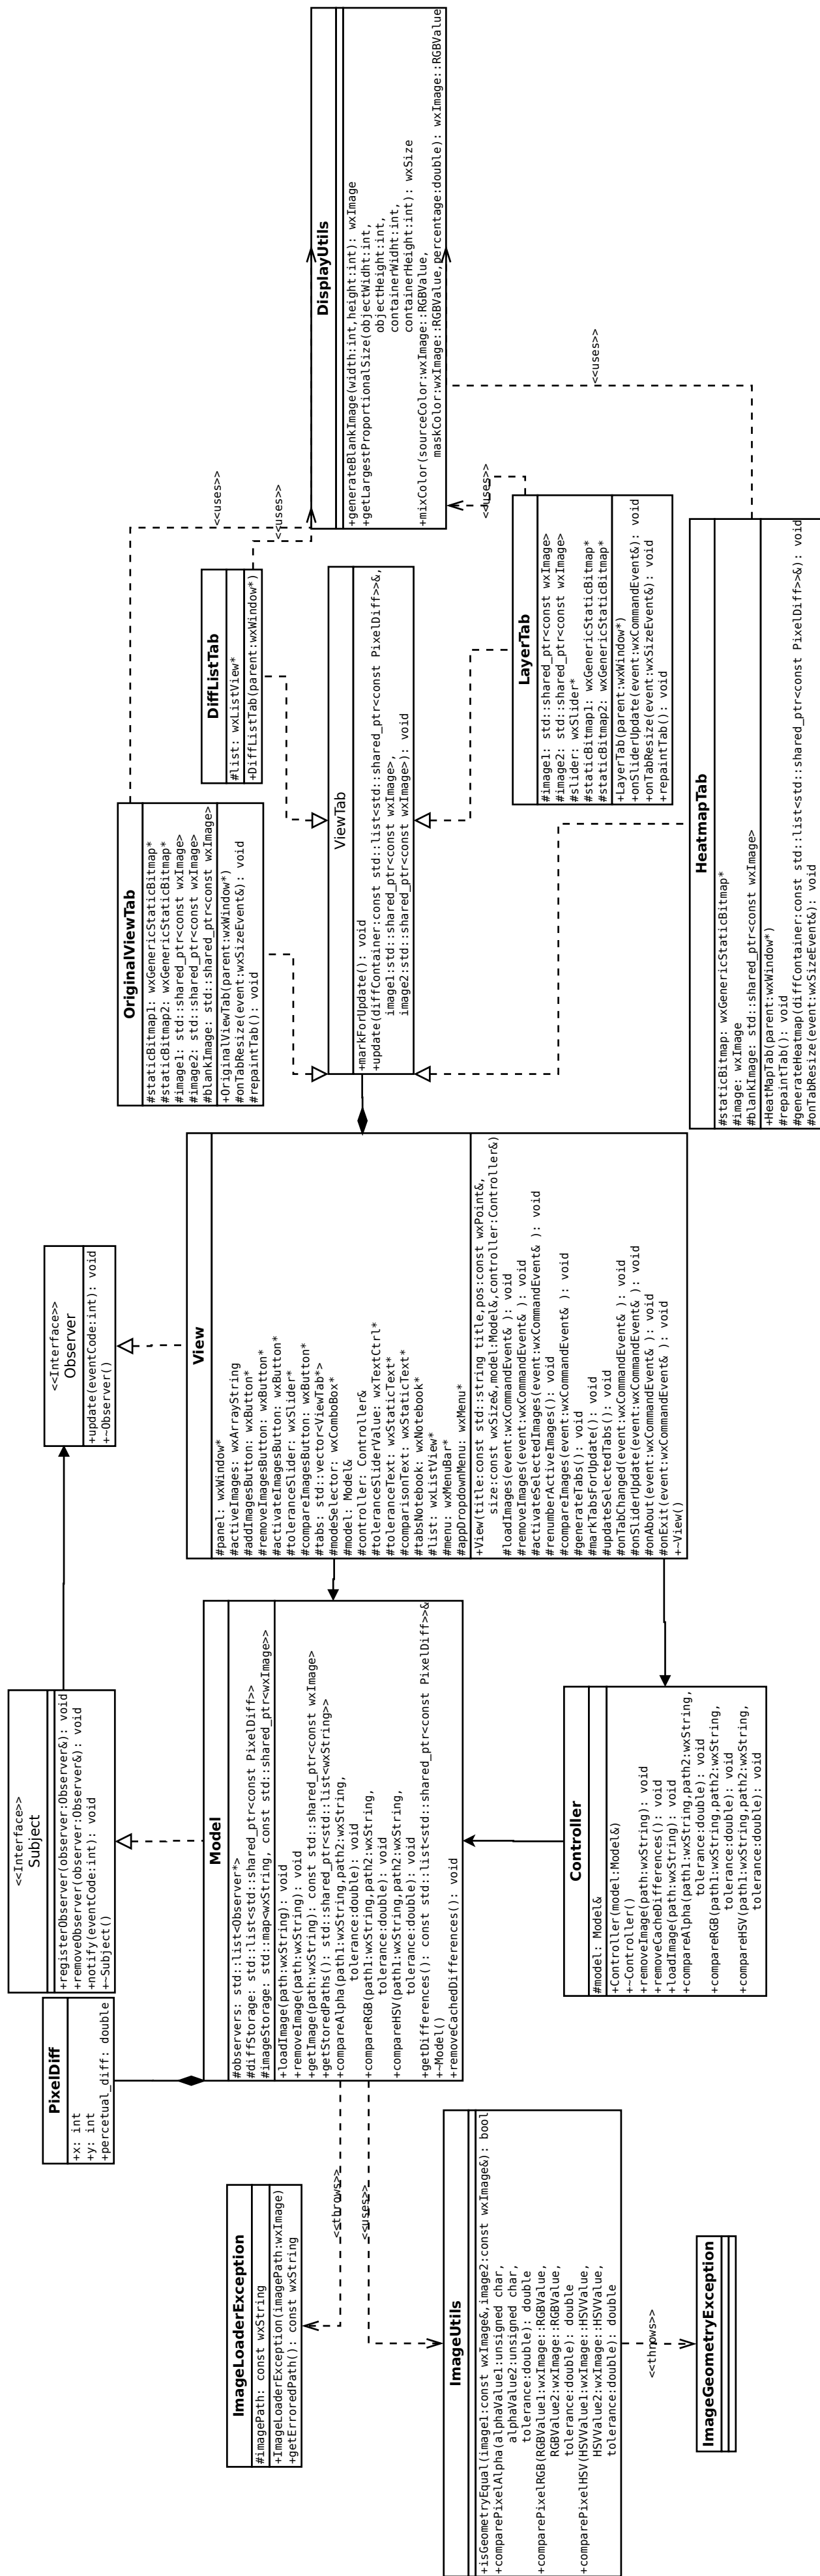 <<Interface>>
Subject
+registerObserver(observer:Observer&): void
+removeObserver(observer:Observer&): void
+notify(eventCode:int): void
+~Subject()
<<Interface>>
Observer
+update(eventCode:int): void
+~Observer()
PixelDiff
+x: int
+y: int
+percetual_diff: double
Model
#observers: std::list<Observer*>
#diffStorage: std::list<std::shared_ptr<const PixelDiff>>
#imageStorage: std::map<wxString, const std::shared_ptr<wxImage>>
+loadImage(path:wxString): void
+removeImage(path:wxString): void
+getImage(path:wxString): const std::shared_ptr<const wxImage>
+getStoredPaths(): std::shared_ptr<std::list<wxString>>
+compareAlpha(path1:wxString,path2:wxString,
tolerance:double): void
+compareRGB(path1:wxString,path2:wxString,
tolerance:double): void
+compareHSV(path1:wxString,path2:wxString,
tolerance:double): void
+getDifferences(): const std::list<std::shared_ptr<const PixelDiff>>&
+~Model()
+removeCachedDifferences(): void
View
#panel: wxWindow*
#activeImages: wxArrayString
#addImagesButton: wxButton*
#removeImagesButton: wxButton*
#activateImagesButton: wxButton*
#toleranceSlider: wxSlider*
#compareImagesButton: wxButton*
#tabs: std::vector<ViewTab*>
#modeSelector: wxComboBox*
#model: Model&
#controller: Controller&
#toleranceSliderValue: wxTextCtrl*
#toleranceText: wxStaticText*
#comparisonText: wxStaticText*
#tabsNotebook: wxNotebook*
#list: wxListView*
#menu: wxMenuBar*
#appDropdownMenu: wxMenu*
+View(title:const std::string title,pos:const wxPoint&,
size:const wxSize&,model:Model&,controller:Controller&)
#loadImages(event:wxCommandEvent& ): void
#removeImages(event:wxCommandEvent& ): void
#activateSelectedImages(event:wxCommandEvent& ): void
#renumberActiveImages(): void
#compareImages(event:wxCommandEvent& ): void
#generateTabs(): void
#markTabsForUpdate(): void
#updateSelectedTabs(): void
#onTabChanged(event:wxCommandEvent& ): void
#onSliderUpdate(event:wxCommandEvent& ): void
#onAbout(event:wxCommandEvent& ): void
#onExit(event:wxCommandEvent& ): void
+~View()
OriginalViewTab
#staticBitmap1: wxGenericStaticBitmap*
#staticBitmap2: wxGenericStaticBitmap*
#image1: std::shared_ptr<const wxImage>
#image2: std::shared_ptr<const wxImage>
#blankImage: std::shared_ptr<const wxImage>
+OriginalViewTab(parent:wxWindow*)
#onTabResize(event:wxSizeEvent&): void
#repaintTab(): void
DiffListTab
#list: wxListView*
+DiffListTab(parent:wxWindow*)
<<uses>>
<<uses>>
DisplayUtils
+generateBlankImage(width:int,height:int): wxImage
+getLargestProportionalSize(objectWidht:int,
objectHeight:int,
containerWidht:int,
containerHeight:int): wxSize
+mixColor(sourceColor:wxImage::RGBValue,
maskColor:wxImage::RGBValue,percentage:double): wxImage::RGBValue
ViewTab
+markForUpdate(): void
+update(diffContainer:const std::list<std::shared_ptr<const PixelDiff>>&,
image1:std::shared_ptr<const wxImage>,
image2:std::shared_ptr<const wxImage>): void
<<uses>>
<<uses>>
LayerTab
#image1: std::shared_ptr<const wxImage>
#image2: std::shared_ptr<const wxImage>
#slider: wxSlider*
#staticBitmap1: wxGenericStaticBitmap*
#staticBitmap2: wxGenericStaticBitmap*
+LayerTab(parent:wxWindow*)
+onSliderUpdate(event:wxCommandEvent&): void
+onTabResize(event:wxSizeEvent&): void
+repaintTab(): void
HeatmapTab
#staticBitmap: wxGenericStaticBitmap*
#image: wxImage
#blankImage: std::shared_ptr<const wxImage>
+HeatMapTab(parent:wxWindow*)
#repaintTab(): void
#generateHeatmap(diffContainer:const std::list<std::shared_ptr<const PixelDiff>>&): void
#onTabResize(event:wxSizeEvent&): void
Controller
#model: Model&
+Controller(model:Model&)
+~Controller()
+removeImage(path:wxString): void
+removeCacheDifferences(): void
+loadImage(path:wxString): void
+compareAlpha(path1:wxString,path2:wxString,
tolerance:double): void
+compareRGB(path1:wxString,path2:wxString,
tolerance:double): void
+compareHSV(path1:wxString,path2:wxString,
tolerance:double): void
ImageLoaderException
#imagePath: const wxString
+ImageLoaderException(imagePath:wxImage)
+getErroredPath(): const wxString
<<throws>>
<<uses>>
ImageUtils
+isGeometryEqual(image1:const wxImage&,image2:const wxImage&): bool
+comparePixelAlpha(alphaValue1:unsigned char,
alphaValue2:unsigned char,
tolerance:double): double
+comparePixelRGB(RGBValue1:wxImage::RGBValue,
RGBValue2:wxImage::RGBValue,
tolerance:double): double
+comparePixelHSV(HSVValue1:wxImage::HSVValue,
HSVValue2:wxImage::HSVValue,
tolerance:double): double
<<throws>>
ImageGeometryException